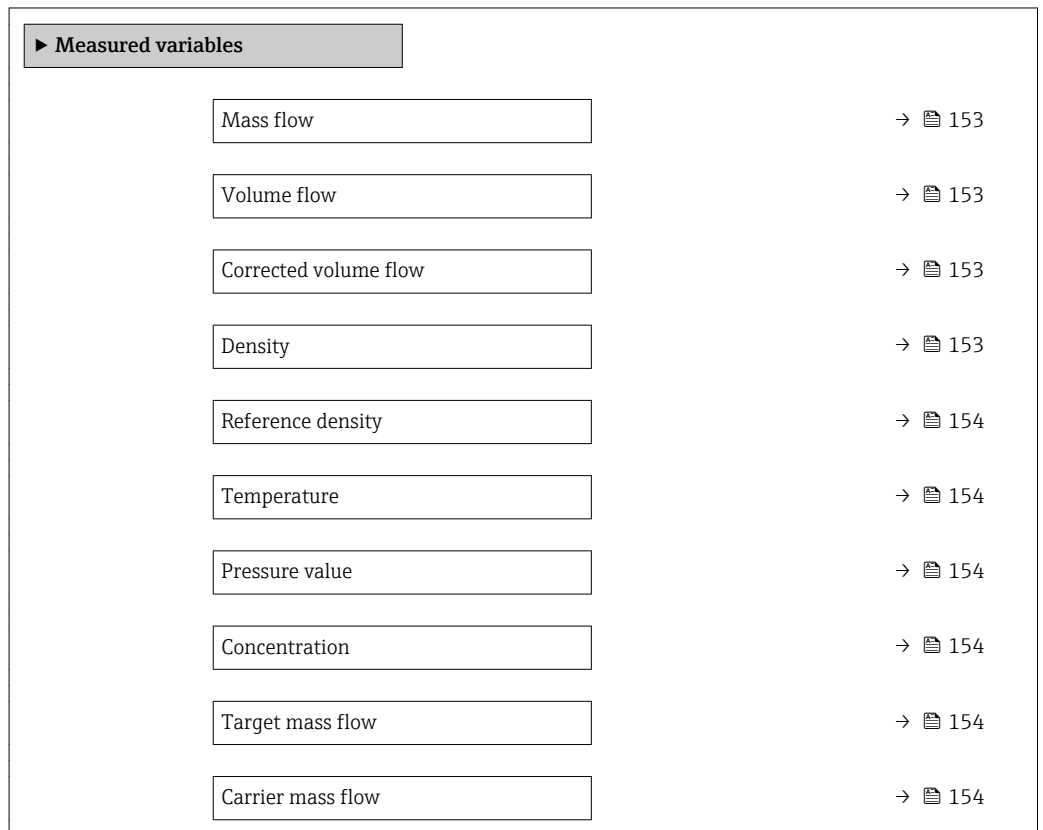 ▶ Measured variables
Mass flow → 🖹 153
Volume flow → 🖹 153
Corrected volume flow → 🖹 153
Density → 🖹 153
Reference density → 🖹 154
Temperature → 🖹 154
Pressure value → 🖹 154
Concentration → 🖹 154
Target mass flow → 🖹 154
Carrier mass flow → 🖹 154